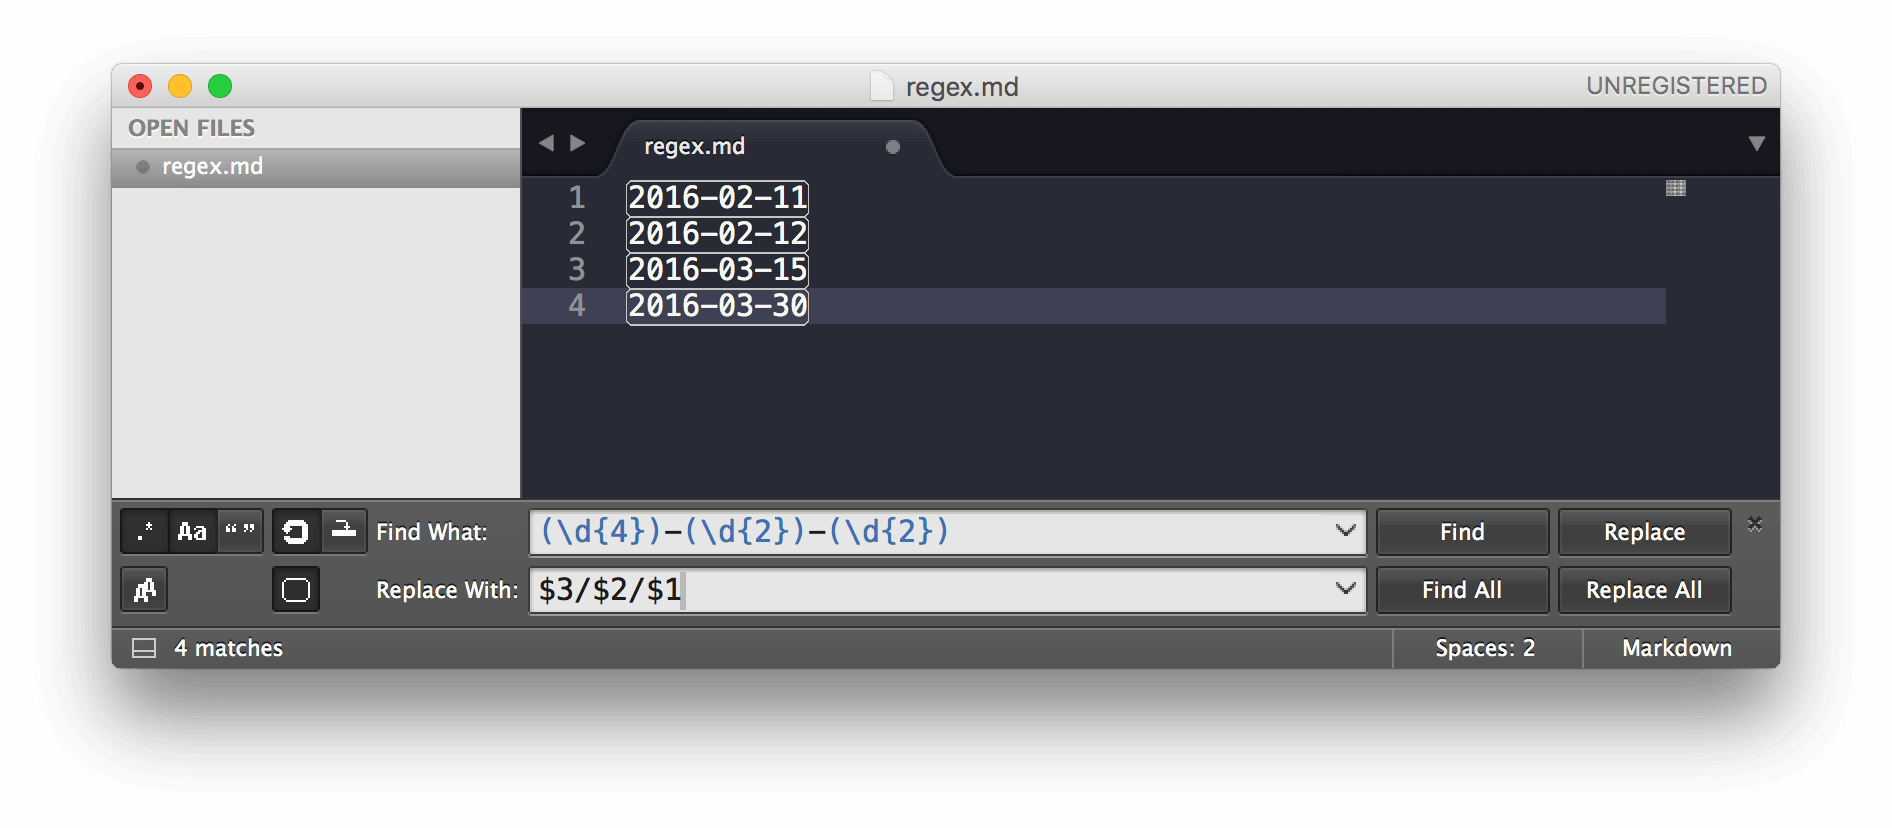 regex.md
UNREGISTERED
OPEN FILES
regex.md
regex.md
1 2016-02-11
2 2016-02-12
3 2016-03-15
4 2016-03-30
.* Aa “ ” Find What: (\d{4})-(\d{2})-(\d{2}) Find Replace
AA Replace With: $3/$2/$1 Find All Replace All
4 matches Spaces: 2 Markdown